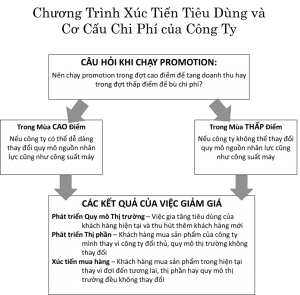 Chương Trình Xúc Tiến Tiêu Dùng và
Cơ Cấu Chi Phí của Công Ty
CÂU HỎI KHI CHẠY PROMOTION:
Nên chạy promotion trong đợt cao điểm để tang doanh thu hay
trong đợt thấp điểm để bù chi phí?
Trong Mùa CAO Điểm
Nếu công ty có thể dễ dàng
thay đổi quy mô nguồn nhân
lực cũng như công suất máy
Trong Mùa THẤP Điểm
Nếu công ty không thể thay
đổi quy mô nguồn nhân lực
cũng như công suất máy
CÁC KẾT QUẢ CỦA VIỆC GIẢM GIÁ
Phát triển Quy mô Thị trường – Việc gia tăng tiêu dùng của
khách hàng hiện tại và thu hút thêm khách hàng mới
Phát triển Thị phần – Khách hàng mua sản phẩm của công ty
mình thay vì công ty đối thủ, quy mô thị trường không
thay đổi
Xúc tiến mua hàng – Khách hàng mua sản phẩm trong hiện tại
thay vì đợi đến tương lai, thị phần hay quy mô thị
trường đều không thay đổi